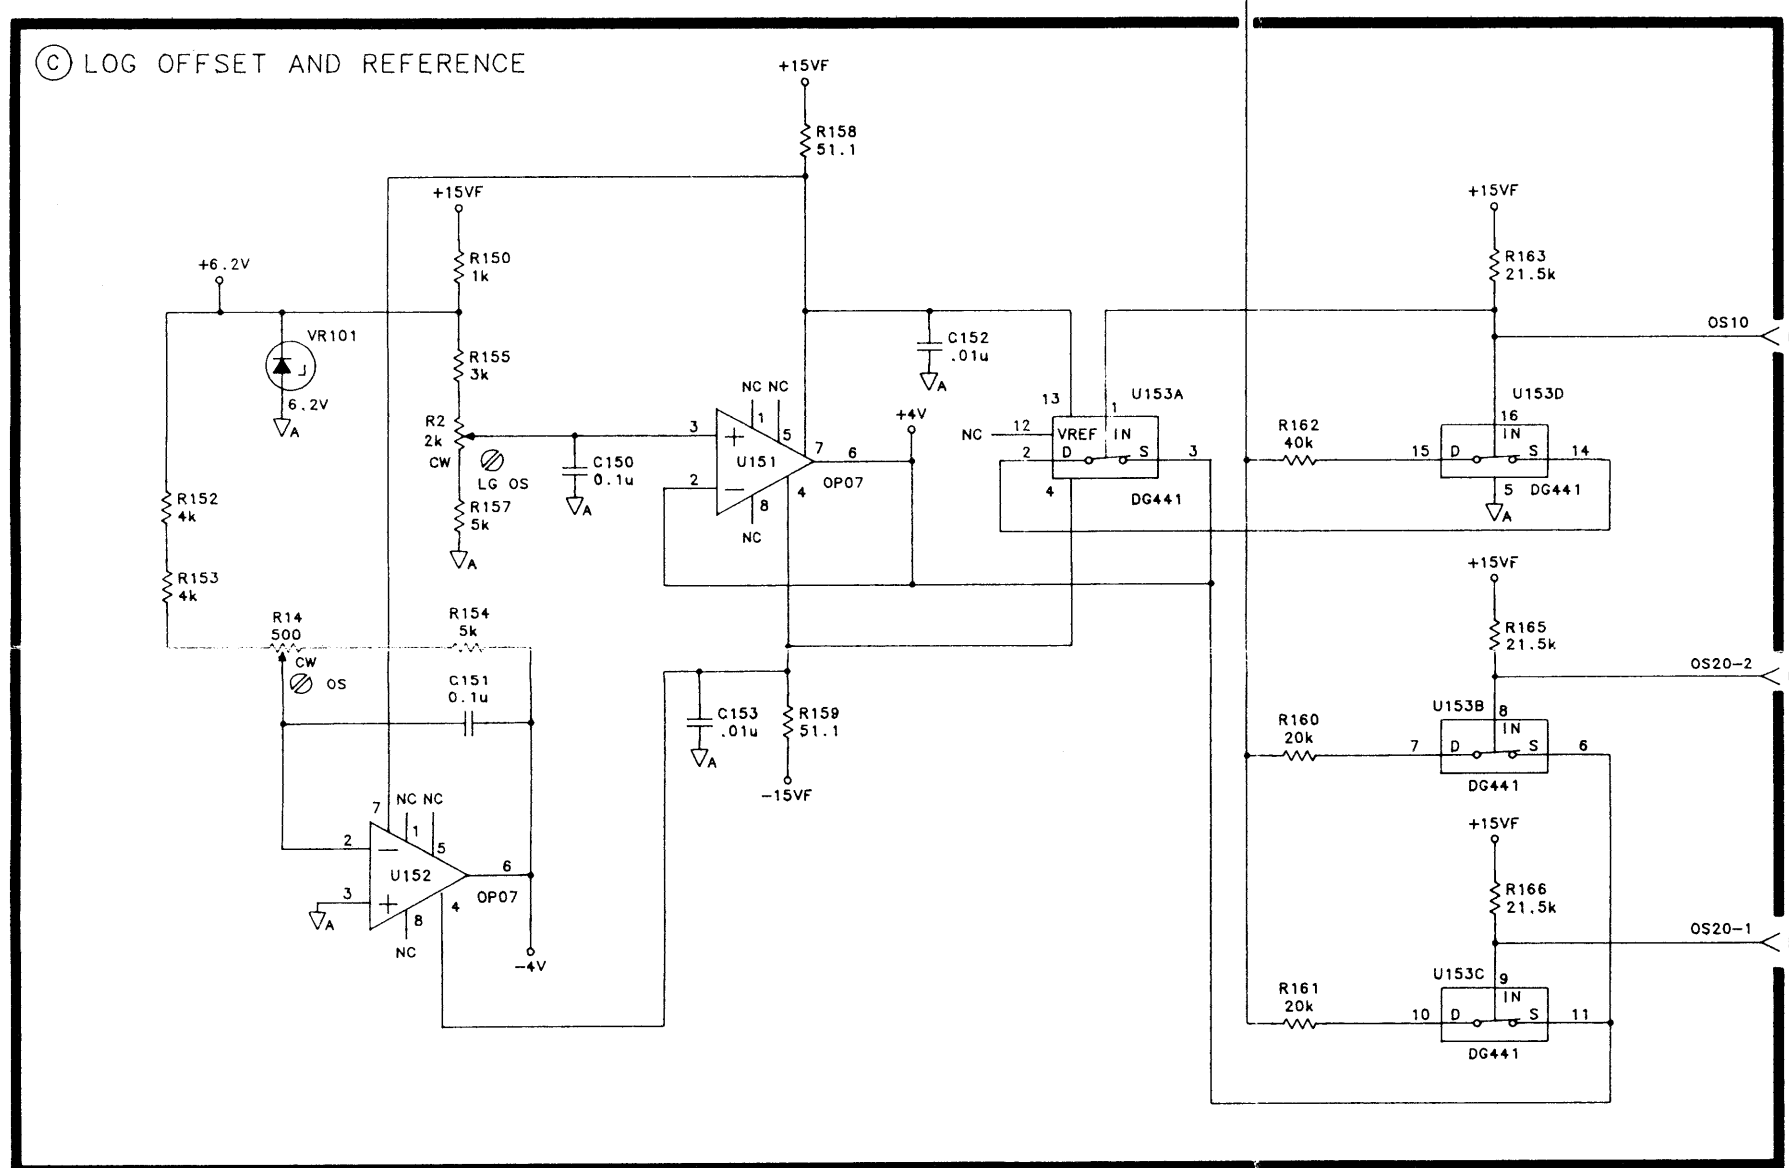 C LOG OFFSET AND REFERENCE
+15VF
R158
51.1
+15VF
R150
1k
+6.2V
VR101
6.2V
A
R155
3k
R2
2k
CW
LG OS
R157
5k
A
C150
0.1u
A
R152
4k
R153
4k
R14
500
CW
OS
R154
5k
C151
0.1u
NC NC
1
5
3
+
U151
7
6
OP07
2
−
4
8
NC
+4V
C152
.01u
A
U153A
13
1
NC
12
VREF
IN
2
D
S
3
4
DG441
+15VF
R163
21.5k
OS10
U153D
16
IN
R162
40k
15
D
S
14
5
DG441
A
+15VF
R165
21.5k
OS20-2
U153B
8
IN
R160
20k
7
D
S
6
DG441
+15VF
R166
21.5k
OS20-1
U153C
9
IN
R161
20k
10
D
S
11
DG441
C153
.01u
A
R159
51.1
-15VF
7
NC NC
1
5
2
−
U152
6
3
+
A
OP07
4
8
NC
-4V